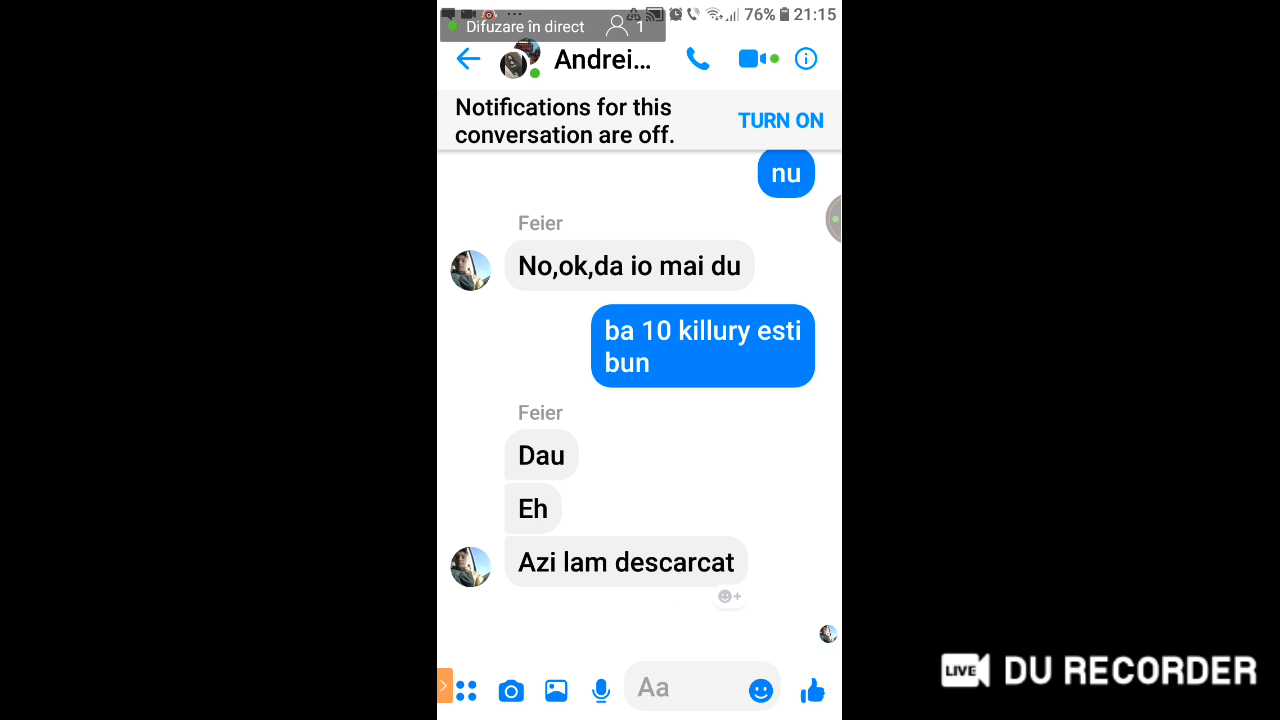 76% 21:15
Difuzare în direct 1
Andrei...
Notifications for this
conversation are off.
TURN ON
nu
Feier
No,ok,da io mai du
ba 10 killury esti
bun
Feier
Dau
Eh
Azi lam descarcat
Aa
LIVE DU RECORDER